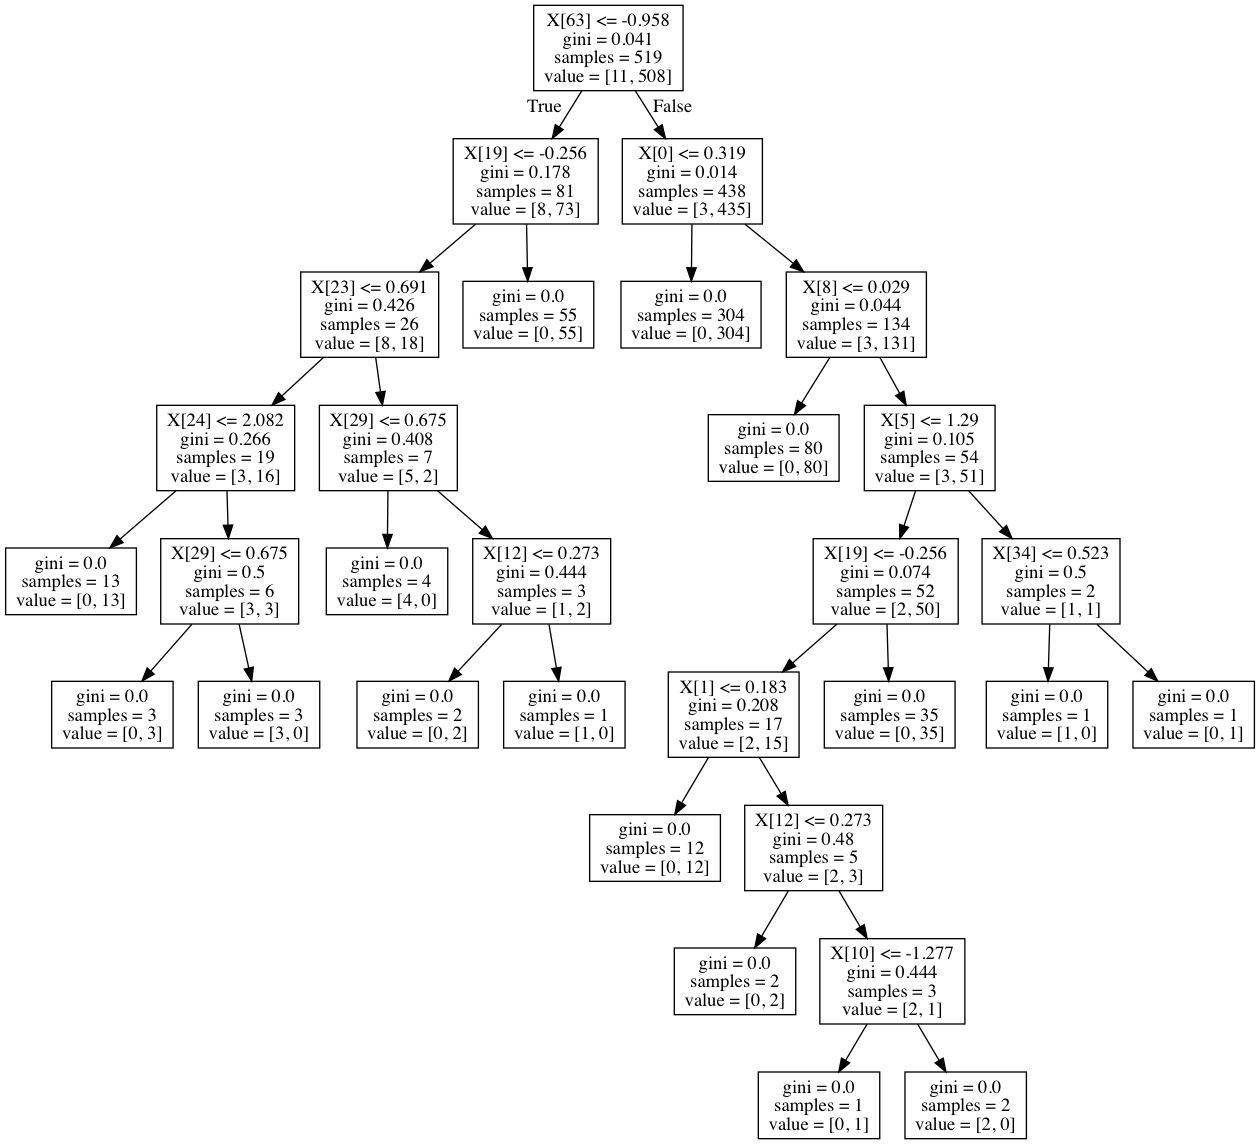 X[63] <= -0.958
gini = 0.041
samples = 519
value = [11, 508]
True
False
X[19] <= -0.256
gini = 0.178
samples = 81
value = [8, 73]
X[0] <= 0.319
gini = 0.014
samples = 438
value = [3, 435]
X[23] <= 0.691
gini = 0.426
samples = 26
value = [8, 18]
gini = 0.0
samples = 55
value = [0, 55]
gini = 0.0
samples = 304
value = [0, 304]
X[8] <= 0.029
gini = 0.044
samples = 134
value = [3, 131]
X[24] <= 2.082
gini = 0.266
samples = 19
value = [3, 16]
X[29] <= 0.675
gini = 0.408
samples = 7
value = [5, 2]
gini = 0.0
samples = 80
value = [0, 80]
X[5] <= 1.29
gini = 0.105
samples = 54
value = [3, 51]
gini = 0.0
samples = 13
value = [0, 13]
X[29] <= 0.675
gini = 0.5
samples = 6
value = [3, 3]
gini = 0.0
samples = 4
value = [4, 0]
X[12] <= 0.273
gini = 0.444
samples = 3
value = [1, 2]
X[19] <= -0.256
gini = 0.074
samples = 52
value = [2, 50]
X[34] <= 0.523
gini = 0.5
samples = 2
value = [1, 1]
gini = 0.0
samples = 3
value = [0, 3]
gini = 0.0
samples = 3
value = [3, 0]
gini = 0.0
samples = 2
value = [0, 2]
gini = 0.0
samples = 1
value = [1, 0]
X[1] <= 0.183
gini = 0.208
samples = 17
value = [2, 15]
gini = 0.0
samples = 35
value = [0, 35]
gini = 0.0
samples = 1
value = [1, 0]
gini = 0.0
samples = 1
value = [0, 1]
gini = 0.0
samples = 12
value = [0, 12]
X[12] <= 0.273
gini = 0.48
samples = 5
value = [2, 3]
gini = 0.0
samples = 2
value = [0, 2]
X[10] <= -1.277
gini = 0.444
samples = 3
value = [2, 1]
gini = 0.0
samples = 1
value = [0, 1]
gini = 0.0
samples = 2
value = [2, 0]